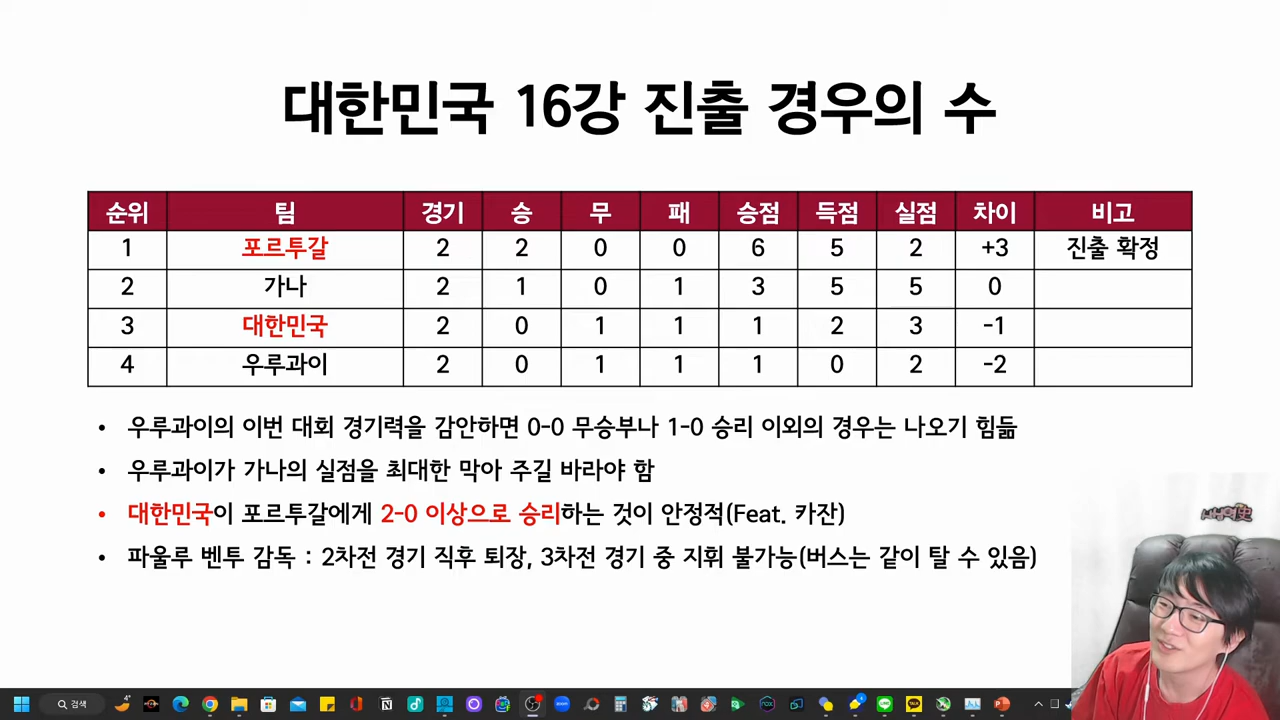 대한민국 16강 진출 경우의 수
순위 팀 경기 승 무 패 승점 득점 실점 차이 비고
1 포르투갈 2 2 0 0 6 5 2 +3 진출 확정
2 가나 2 1 0 1 3 5 5 0
3 대한민국 2 0 1 1 1 2 3 -1
4 우루과이 2 0 1 1 1 0 2 -2
• 우루과이의 이번 대회 경기력을 감안하면 0-0 무승부나 1-0 승리 이외의 경우는 나오기 힘듦
• 우루과이가 가나의 실점을 최대한 막아 주길 바라야 함
• 대한민국이 포르투갈에게 2-0 이상으로 승리하는 것이 안정적(Feat. 카잔)
• 파울루 벤투 감독 : 2차전 경기 직후 퇴장, 3차전 경기 중 지휘 불가능(버스는 같이 탈 수 있음)
검색
4°